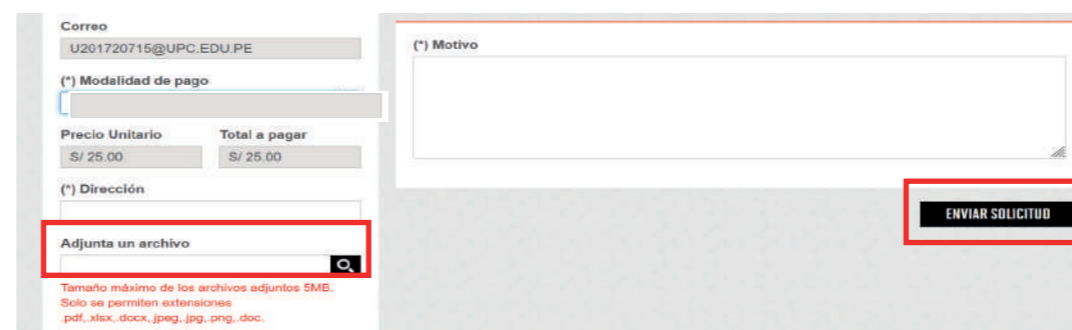 Correo
U201720715@UPC.EDU.PE
(*) Modalidad de pago
Precio Unitario Total a pagar
S/ 25.00 S/ 25.00
(*) Dirección
Adjunta un archivo
Tamaño máximo de los archivos adjuntos 5MB.
Solo se permiten extensiones
.pdf,.xlsx,.docx,.jpeg,.jpg,.png,.doc.
(*) Motivo
ENVIAR SOLICITUD